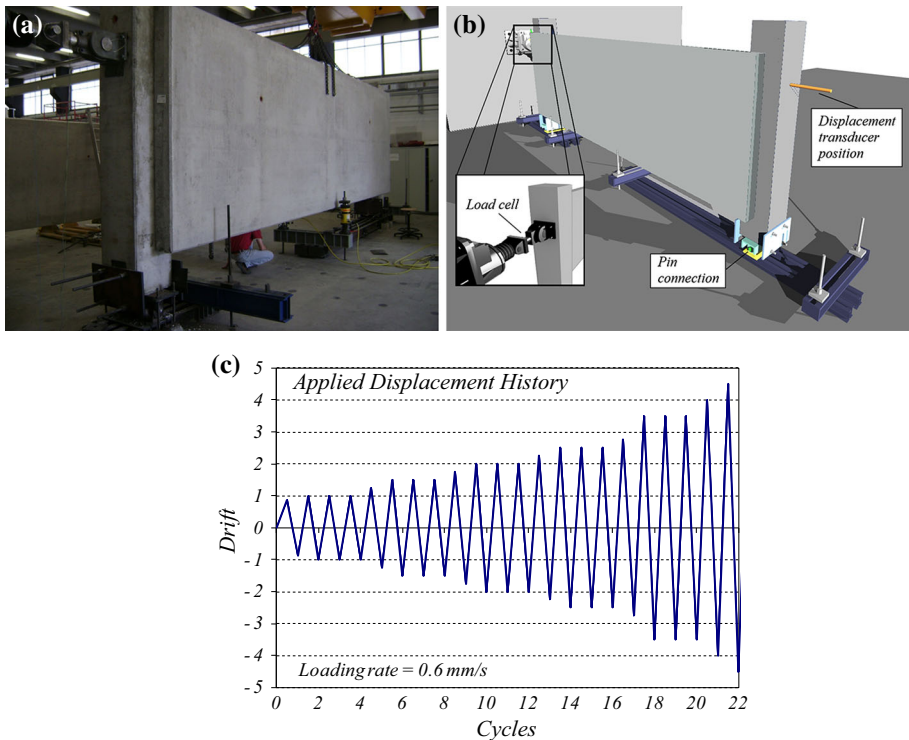 (a)
(b)
Displacement
transducer
position
Load cell
Pin
connection
(c)
Applied Displacement History
5
4
3
2
1
0
-1
-2
-3
-4
-5
Drift
Loading rate = 0.6 mm/s
0 2 4 6 8 10 12 14 16 18 20 22
Cycles